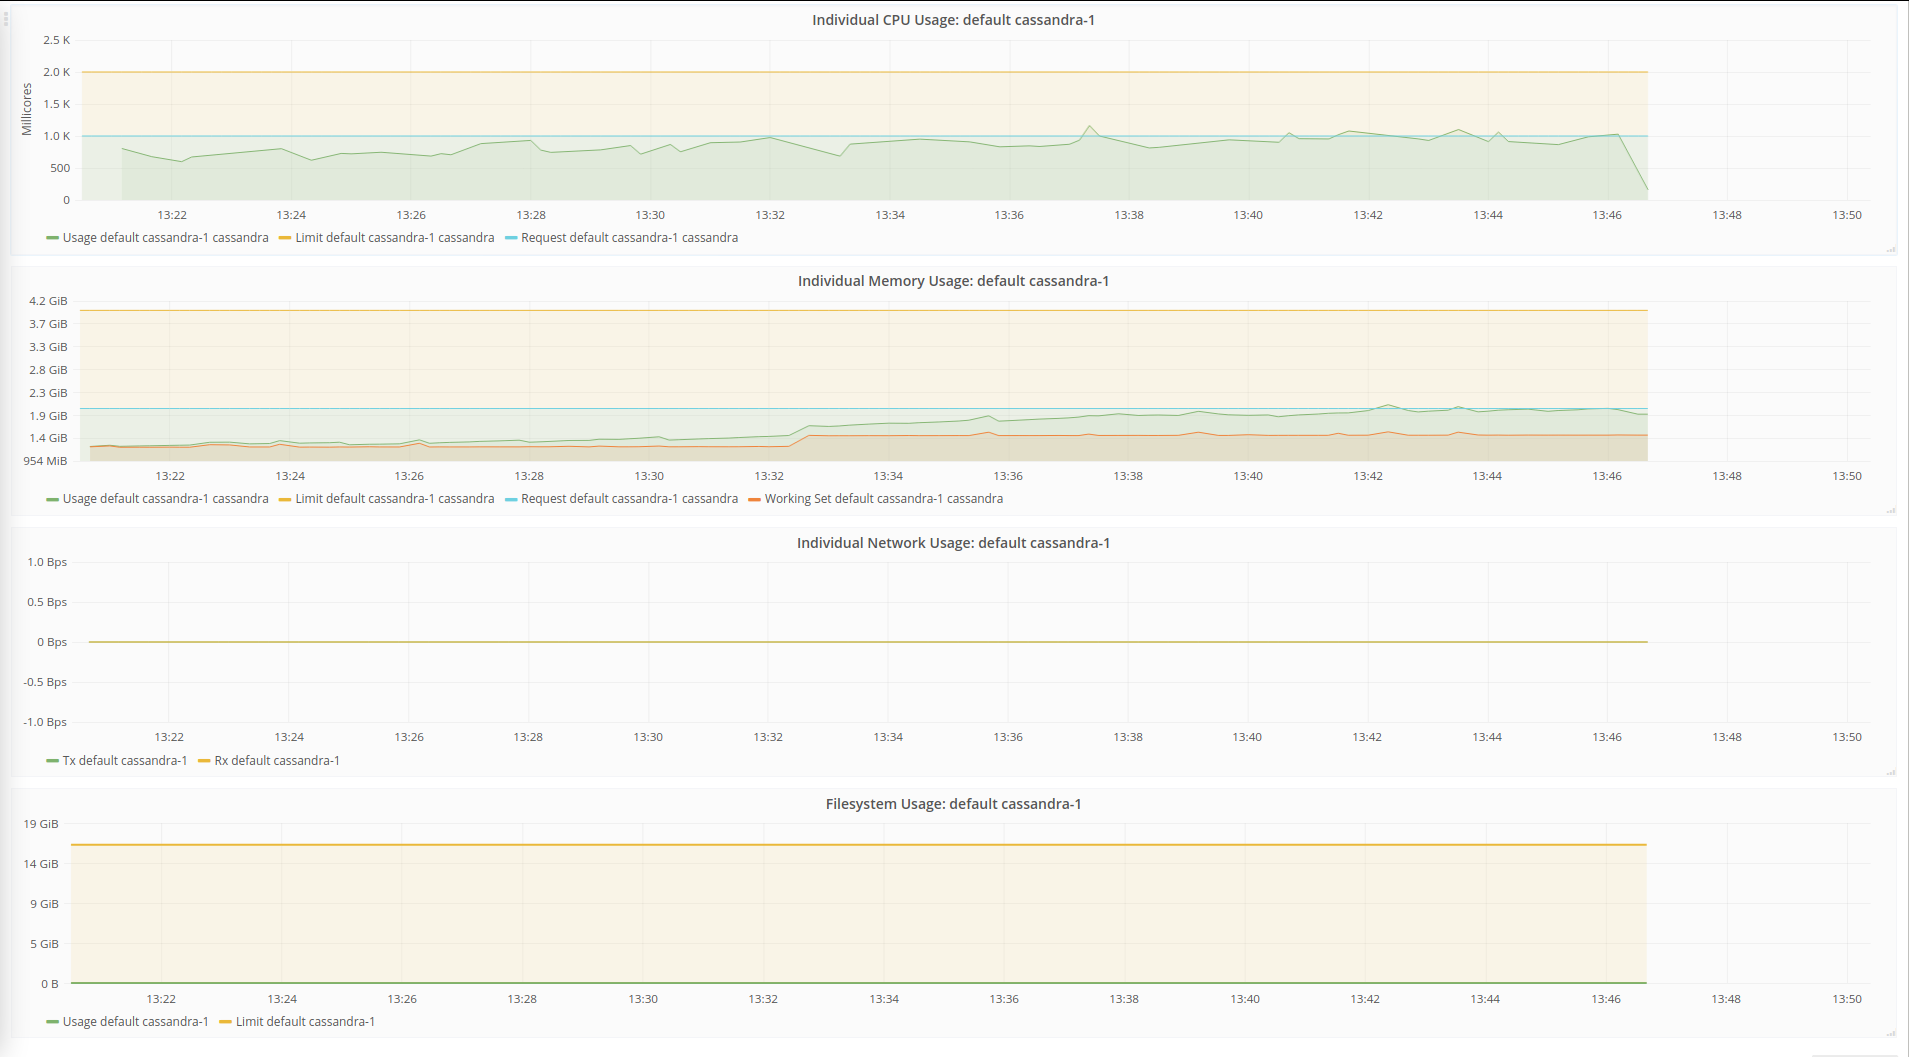 Individual CPU Usage: default cassandra-1
Millicores
2.5 K
2.0 K
1.5 K
1.0 K
500
0
13:22 13:24 13:26 13:28 13:30 13:32 13:34 13:36 13:38 13:40 13:42 13:44 13:46 13:48 13:50
Usage default cassandra-1 cassandra Limit default cassandra-1 cassandra Request default cassandra-1 cassandra
Individual Memory Usage: default cassandra-1
4.2 GiB
3.7 GiB
3.3 GiB
2.8 GiB
2.3 GiB
1.9 GiB
1.4 GiB
954 MiB
13:22 13:24 13:26 13:28 13:30 13:32 13:34 13:36 13:38 13:40 13:42 13:44 13:46 13:48 13:50
Usage default cassandra-1 cassandra Limit default cassandra-1 cassandra Request default cassandra-1 cassandra Working Set default cassandra-1 cassandra
Individual Network Usage: default cassandra-1
1.0 Bps
0.5 Bps
0 Bps
-0.5 Bps
-1.0 Bps
13:22 13:24 13:26 13:28 13:30 13:32 13:34 13:36 13:38 13:40 13:42 13:44 13:46 13:48 13:50
Tx default cassandra-1 Rx default cassandra-1
Filesystem Usage: default cassandra-1
19 GiB
14 GiB
9 GiB
5 GiB
0 B
13:22 13:24 13:26 13:28 13:30 13:32 13:34 13:36 13:38 13:40 13:42 13:44 13:46 13:48 13:50
Usage default cassandra-1 Limit default cassandra-1